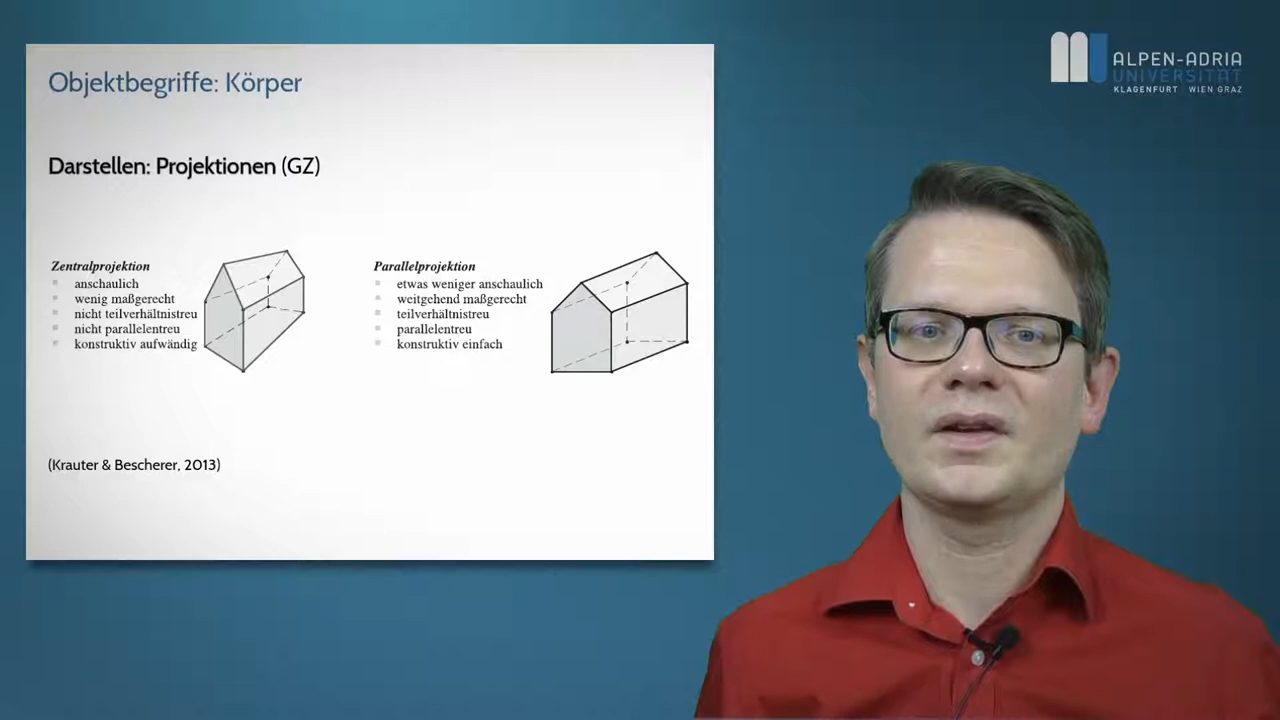 Objektbegriffe: Körper
Darstellen: Projektionen (GZ)
Zentralprojektion
anschaulich
wenig maßgerecht
nicht teilverhältnistreu
nicht parallelentreu
konstruktiv aufwändig
Parallelprojektion
etwas weniger anschaulich
weitgehend maßgerecht
teilverhältnistreu
parallelentreu
konstruktiv einfach
(Krauter & Bescherer, 2013)
ALPEN-ADRIA
UNIVERSITÄT
KLAGENFURT WIEN GRAZ